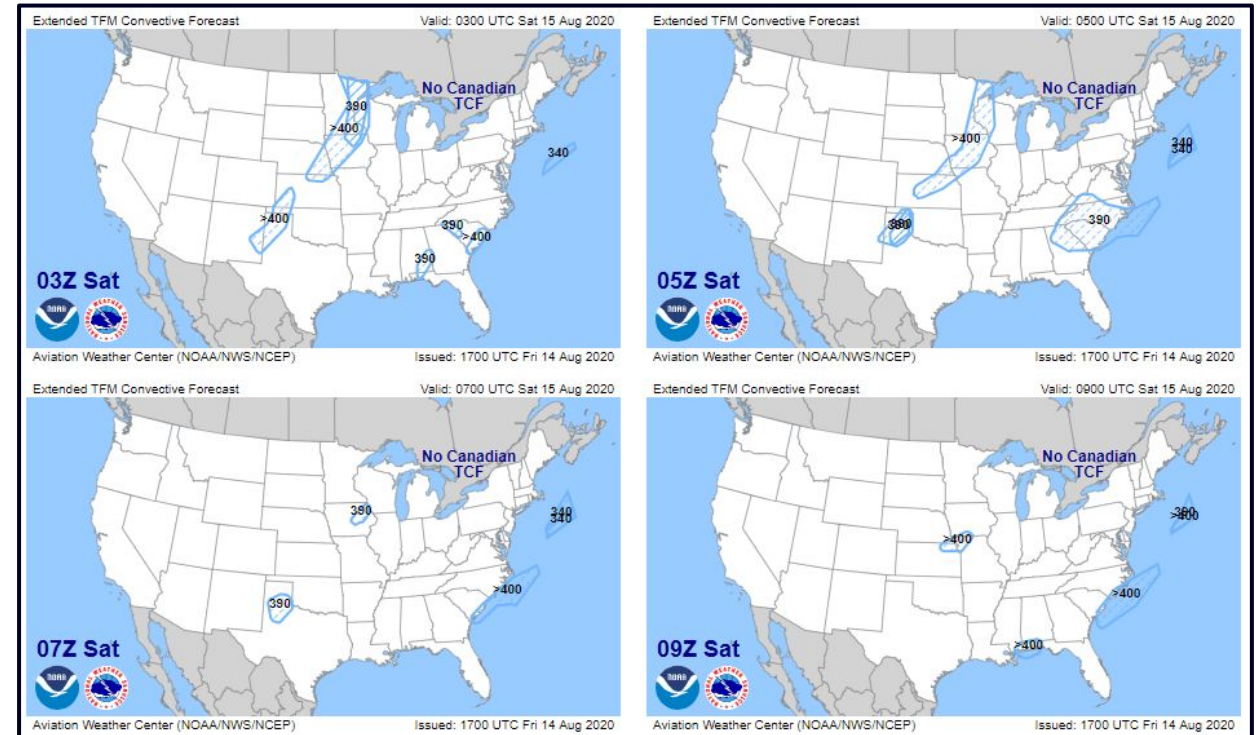 Extended TFM Convective Forecast Valid: 0300 UTC Sat 15 Aug 2020
No Canadian
TCF
390
>400
340
>400
390
>400
390
03Z Sat
NOAA
Aviation Weather Center (NOAA/NWS/NCEP) Issued: 1700 UTC Fri 14 Aug 2020
Extended TFM Convective Forecast Valid: 0500 UTC Sat 15 Aug 2020
No Canadian
TCF
>400
340
340
390
05Z Sat
NOAA
Aviation Weather Center (NOAA/NWS/NCEP) Issued: 1700 UTC Fri 14 Aug 2020
Extended TFM Convective Forecast Valid: 0700 UTC Sat 15 Aug 2020
No Canadian
TCF
390
340
340
>400
390
07Z Sat
NOAA
Aviation Weather Center (NOAA/NWS/NCEP) Issued: 1700 UTC Fri 14 Aug 2020
Extended TFM Convective Forecast Valid: 0900 UTC Sat 15 Aug 2020
No Canadian
TCF
>400
>400
>400
>400
09Z Sat
NOAA
Aviation Weather Center (NOAA/NWS/NCEP) Issued: 1700 UTC Fri 14 Aug 2020